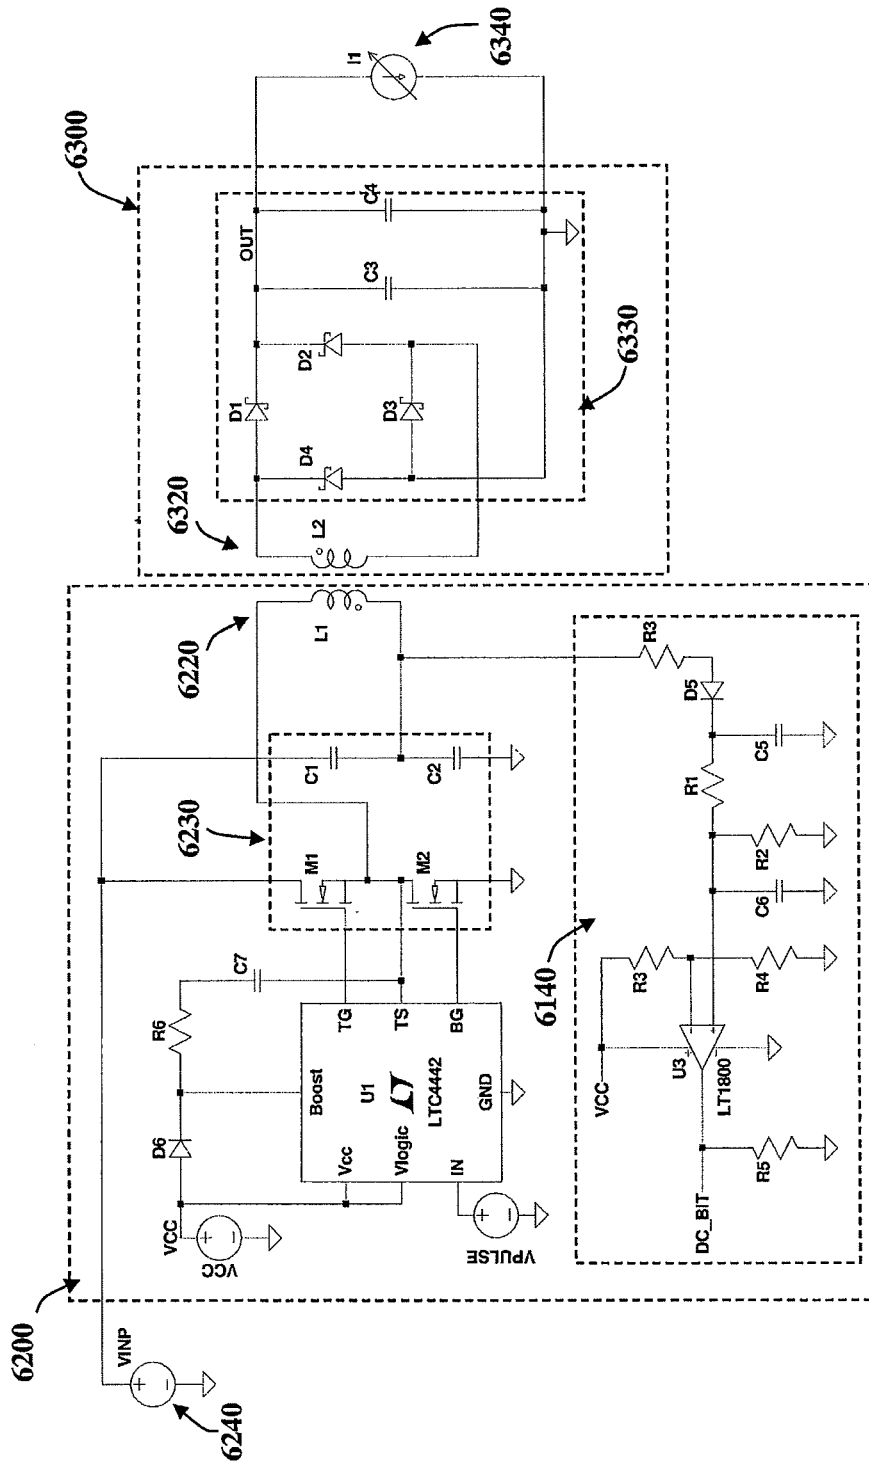 6200
6240
VINP
VCC
VCC
D6
R6
C7
Boost
Vcc
Vlogic
IN
U1
LTC4442
GND
TG
TS
BG
VPULSE
6230
M1
M2
C1
C2
6220
L1
6300
6320
L2
D4
D1
D3
D2
OUT
C3
C4
6330
I1
6340
6140
DC_BIT
R5
VCC
U3
LT1800
R3
R4
C6
R2
R1
C5
D5
R3